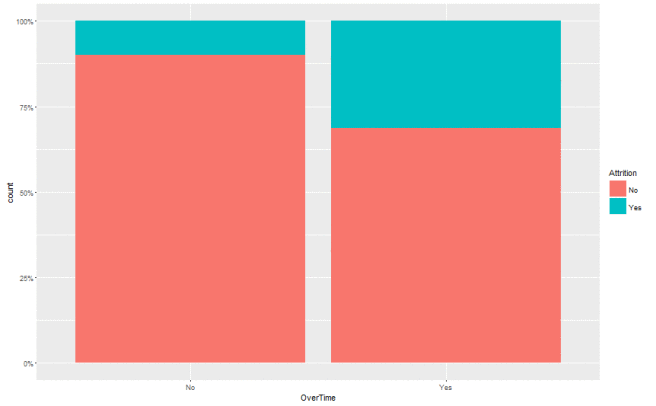 100%
75%
50%
25%
0%
count
No
Yes
OverTime
Attrition
No
Yes